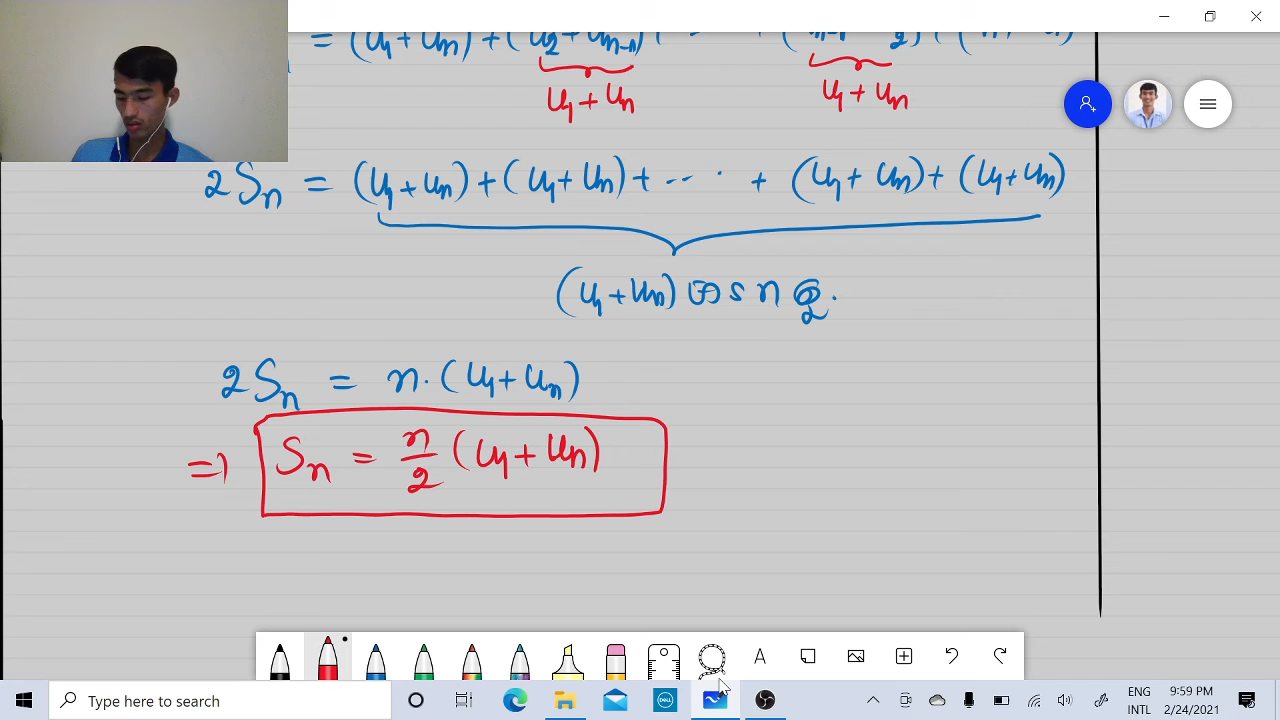 = (U₁ + Uₙ) + (U₂ + Uₙ₋₁)
U₁ + Uₙ U₁ + Uₙ
2Sₙ = (U₁ + Uₙ) + (U₁ + Uₙ) + ... + (U₁ + Uₙ) + (U₁ + Uₙ)
(U₁ + Uₙ) n
2Sₙ = n · (U₁ + Uₙ)
=> Sₙ = n/2 (U₁ + Uₙ)
A
Type here to search
DELL
ENG
INTL
9:59 PM
2/24/2021